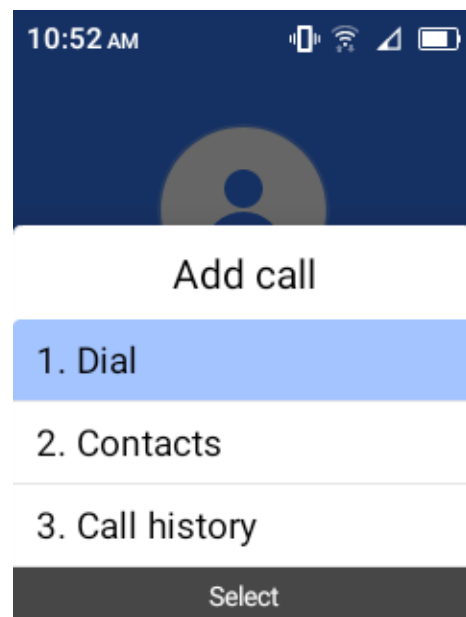 10:52 AM
Add call
1. Dial
2. Contacts
3. Call history
Select